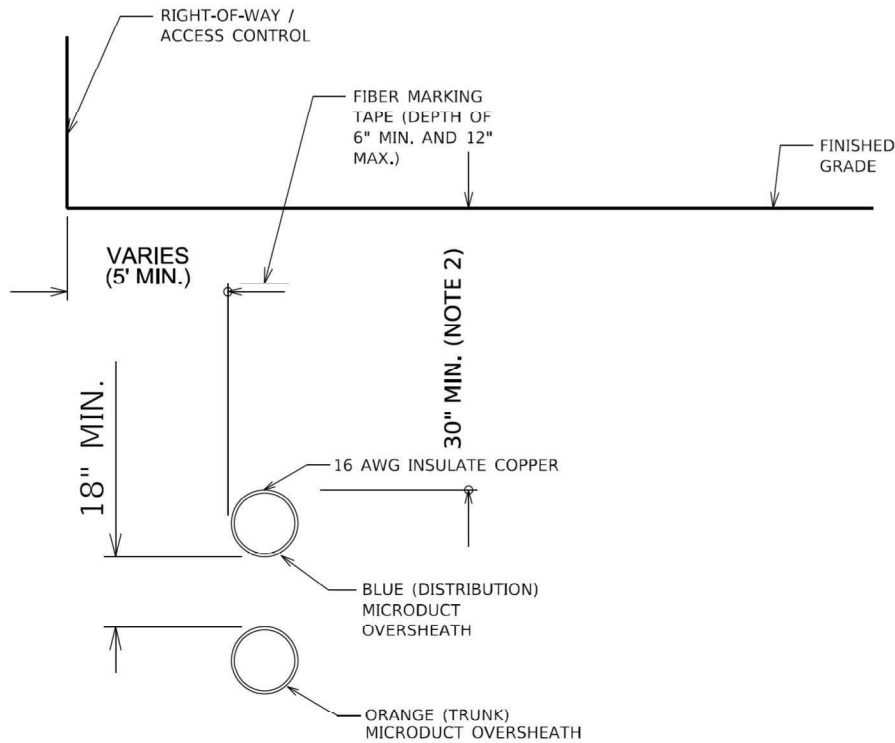 RIGHT-OF-WAY /
ACCESS CONTROL
FIBER MARKING
TAPE (DEPTH OF
6" MIN. AND 12"
MAX.)
FINISHED
GRADE
VARIES
(5' MIN.)
30" MIN. (NOTE 2)
18" MIN.
16 AWG INSULATE COPPER
BLUE (DISTRIBUTION)
MICRODUCT
OVERSHEATH
ORANGE (TRUNK)
MICRODUCT OVERSHEATH